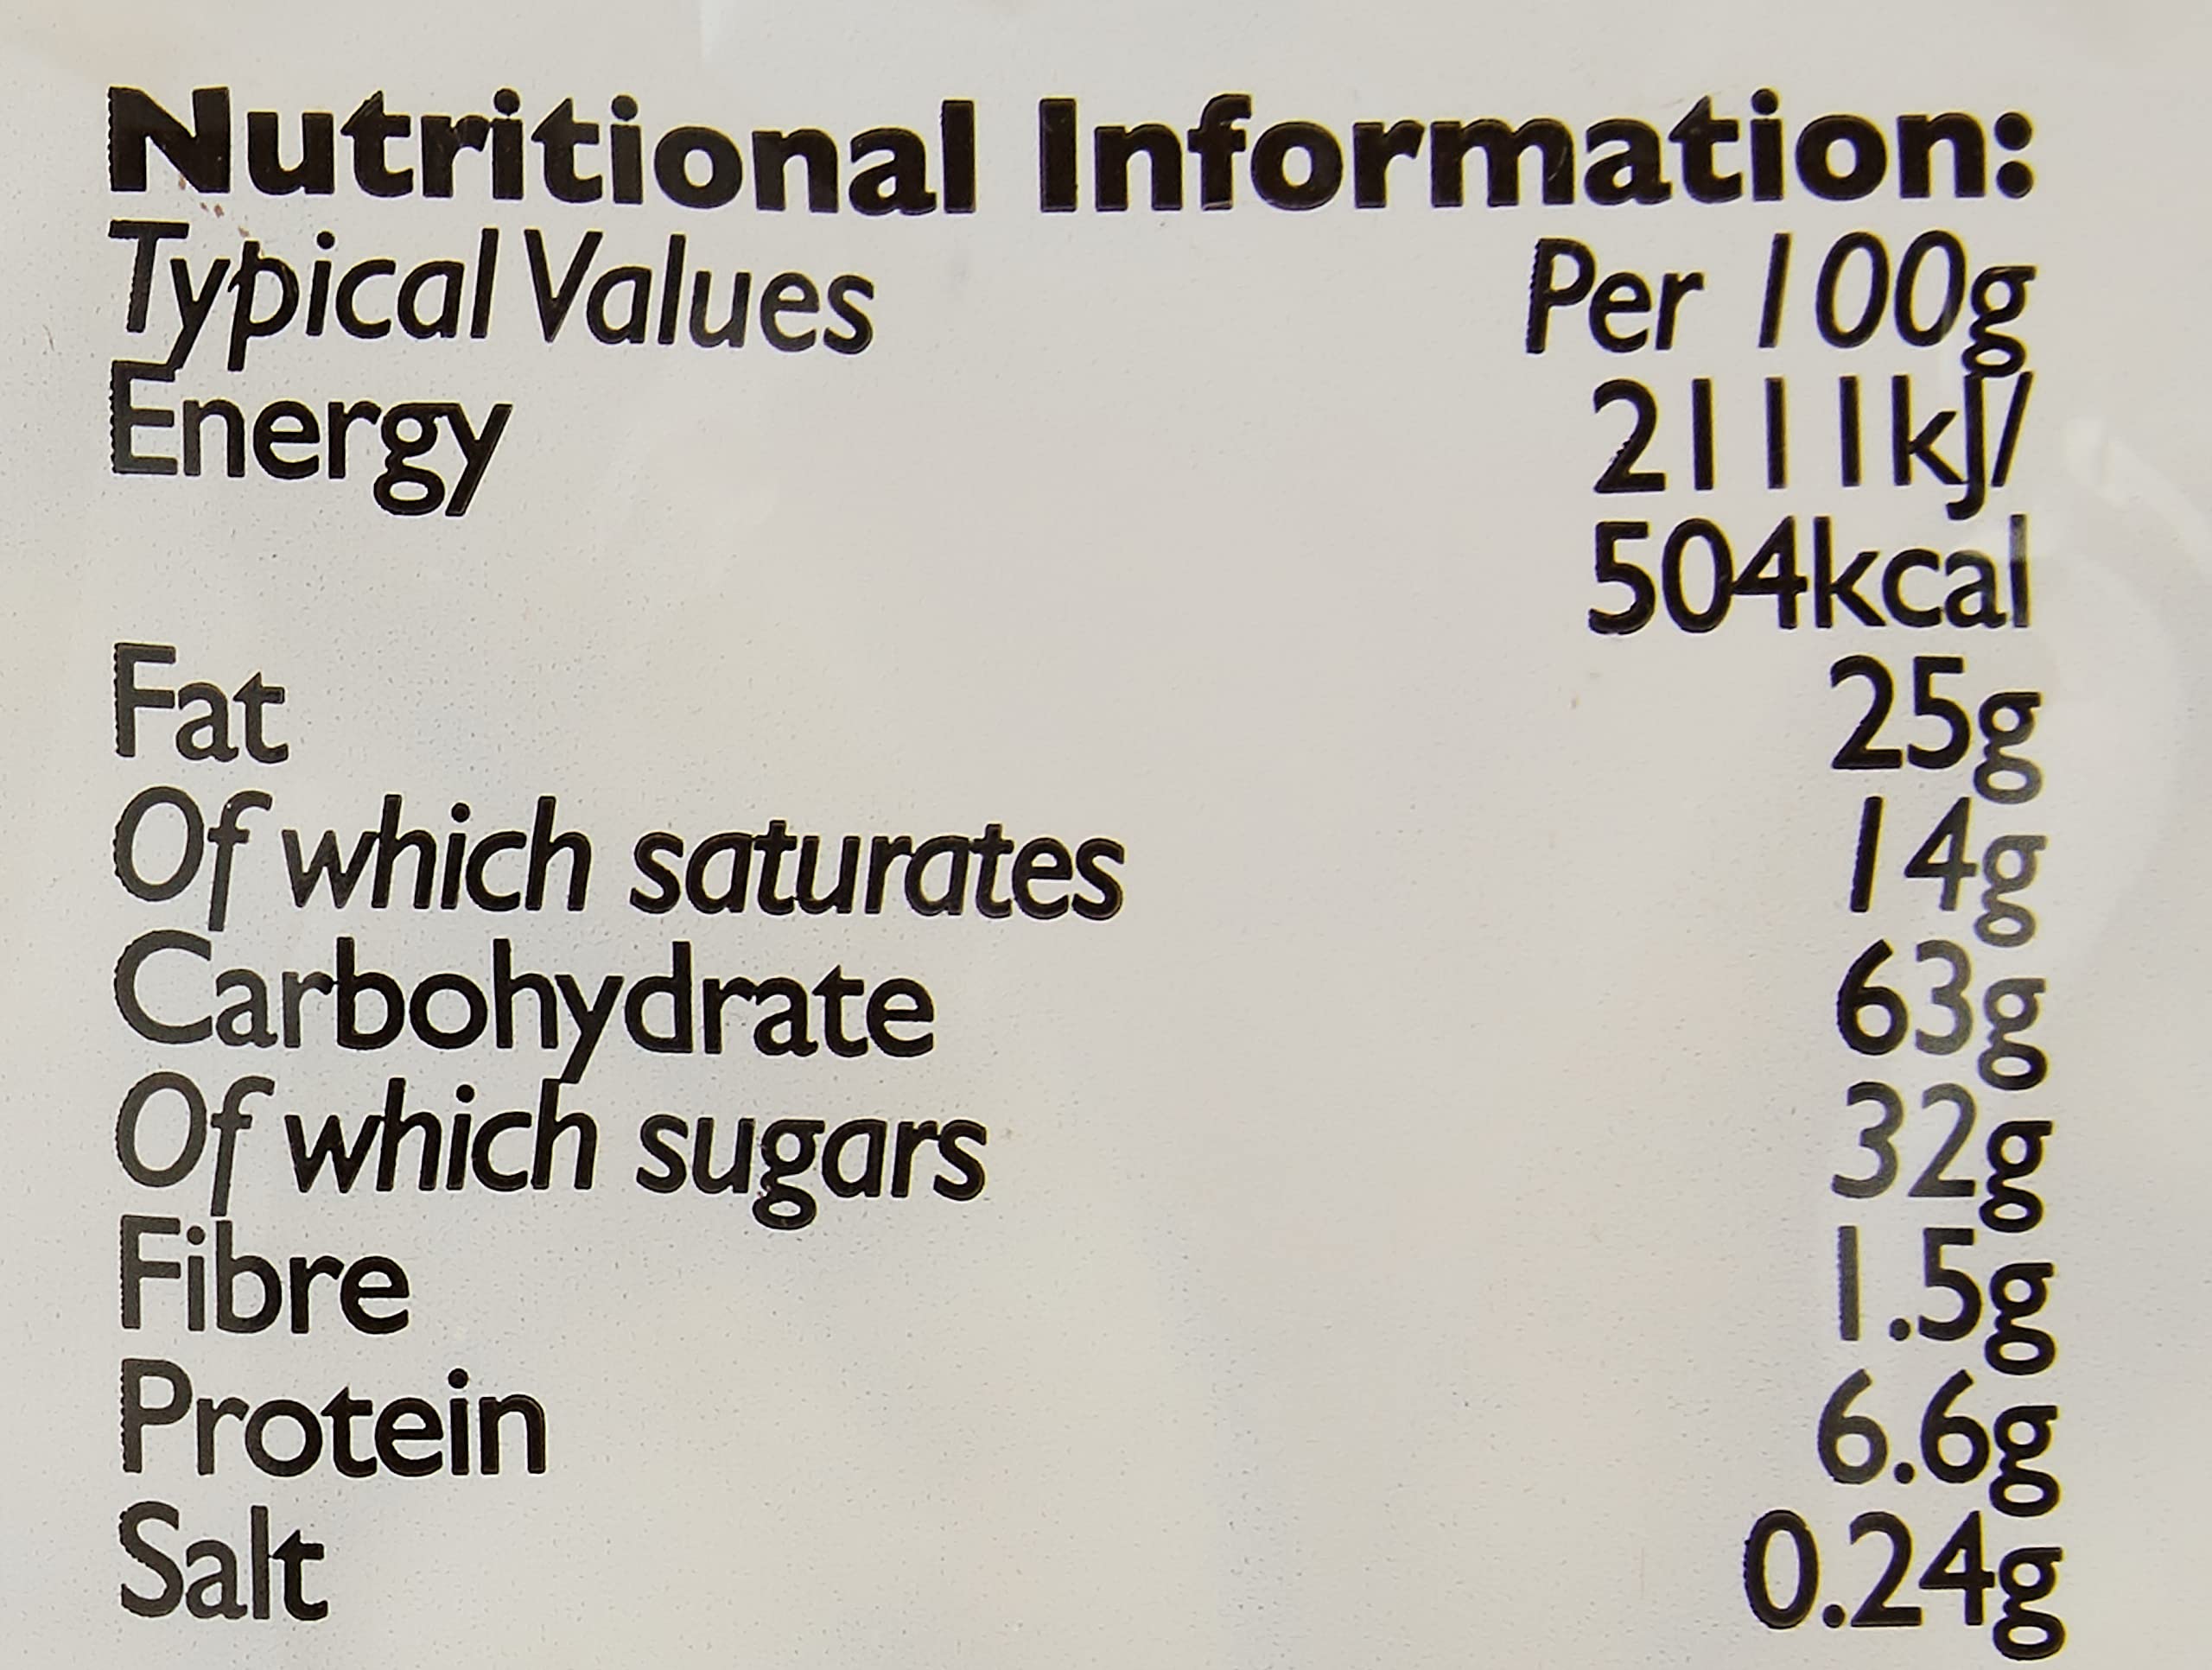 Nutritional Information:
Typical Values Per 100g
Energy 2111kJ/
504kcal
Fat 25g
Of which saturates 14g
Carbohydrate 63g
Of which sugars 32g
Fibre 1.5g
Protein 6.6g
Salt 0.24g